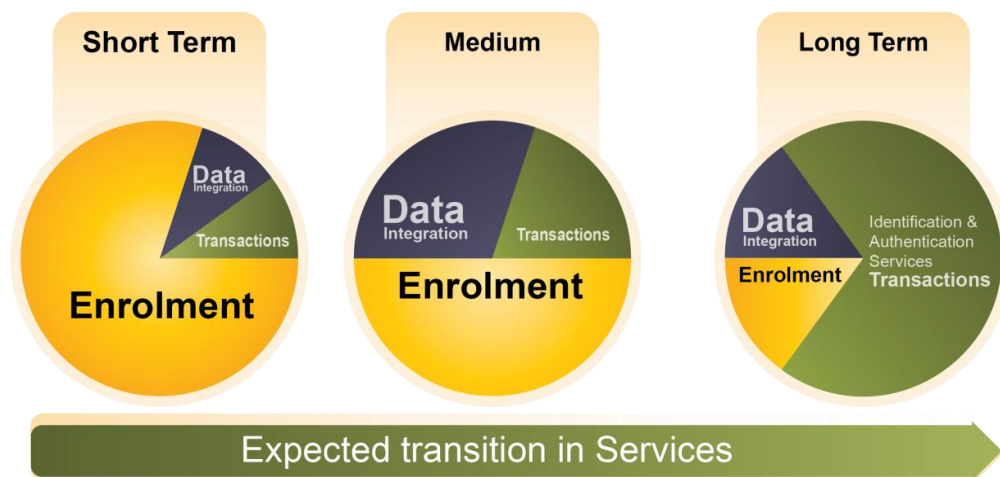 Short Term
Medium
Long Term
Data
Integration
Transactions
Enrolment
Data
Integration
Transactions
Enrolment
Data
Integration
Enrolment
Identification &
Authentication
Services
Transactions
Expected transition in Services